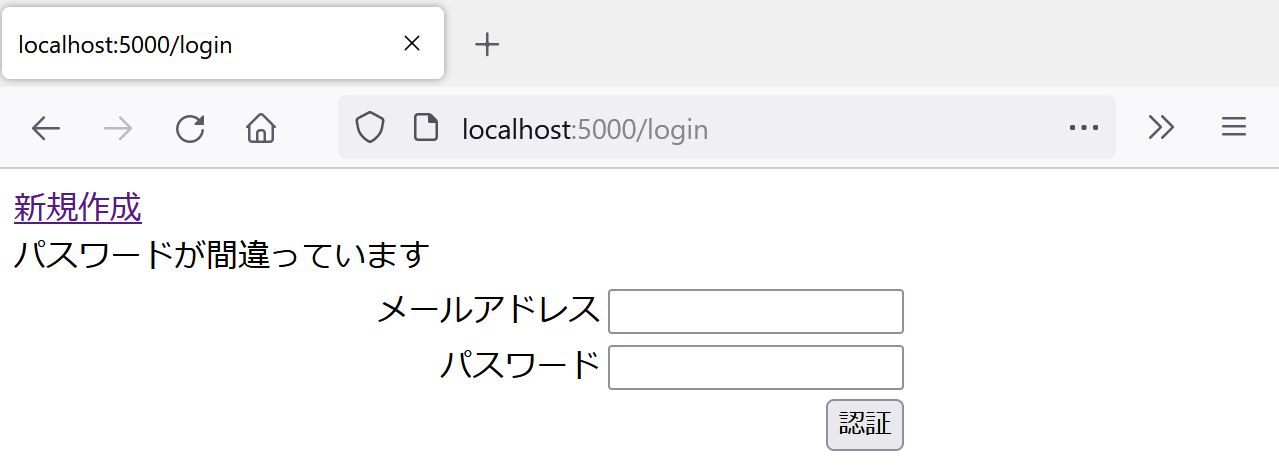 localhost:5000/login
localhost:5000/login
新規作成
パスワードが間違っています
メールアドレス
パスワード
認証